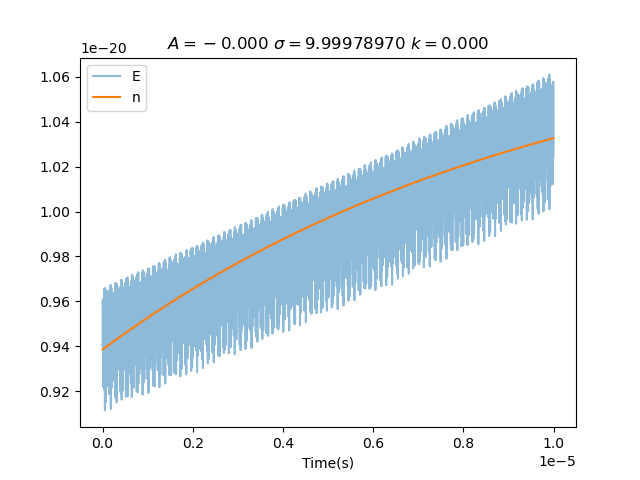 A = −0.000 σ = 9.99978970 k = 0.000
1e−20
E
n
1.06
1.04
1.02
1.00
0.98
0.96
0.94
0.92
0.0 0.2 0.4 0.6 0.8 1.0
1e−5
Time(s)